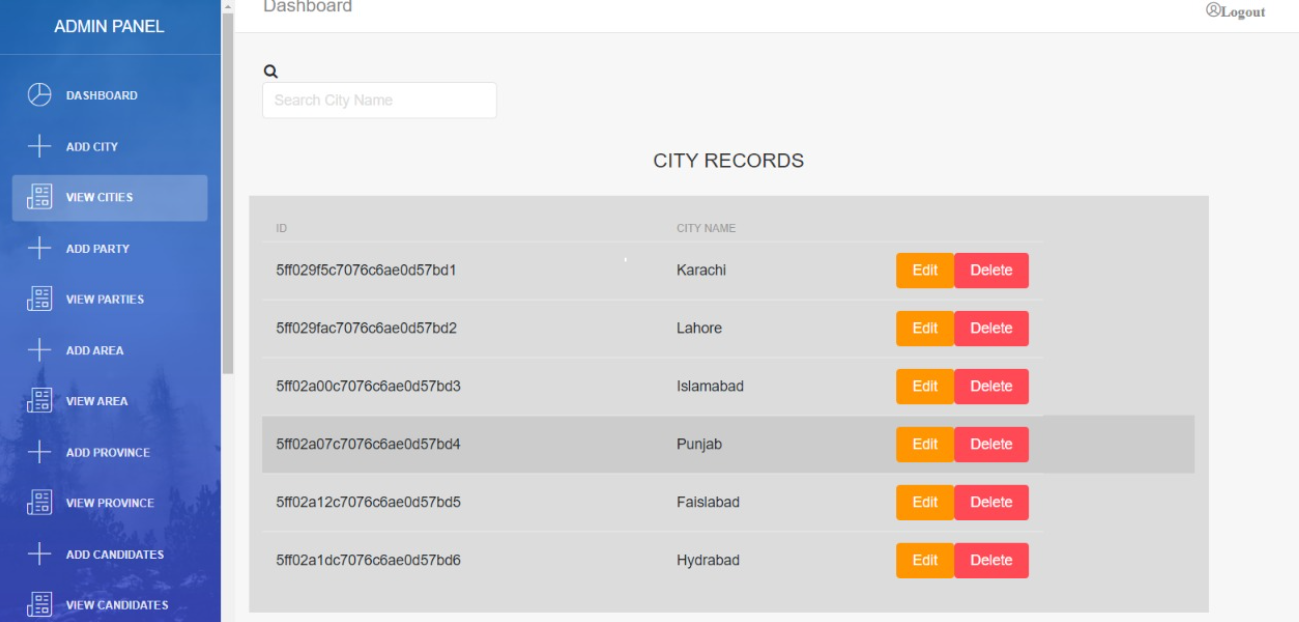 Dashboard
Logout
ADMIN PANEL
DASHBOARD
ADD CITY
VIEW CITIES
ADD PARTY
VIEW PARTIES
ADD AREA
VIEW AREA
ADD PROVINCE
VIEW PROVINCE
ADD CANDIDATES
VIEW CANDIDATES
Search City Name
CITY RECORDS
ID CITY NAME
5ff029f5c7076c6ae0d57bd1 Karachi Edit Delete
5ff029fac7076c6ae0d57bd2 Lahore Edit Delete
5ff02a00c7076c6ae0d57bd3 Islamabad Edit Delete
5ff02a07c7076c6ae0d57bd4 Punjab Edit Delete
5ff02a12c7076c6ae0d57bd5 Faislabad Edit Delete
5ff02a1dc7076c6ae0d57bd6 Hydrabad Edit Delete